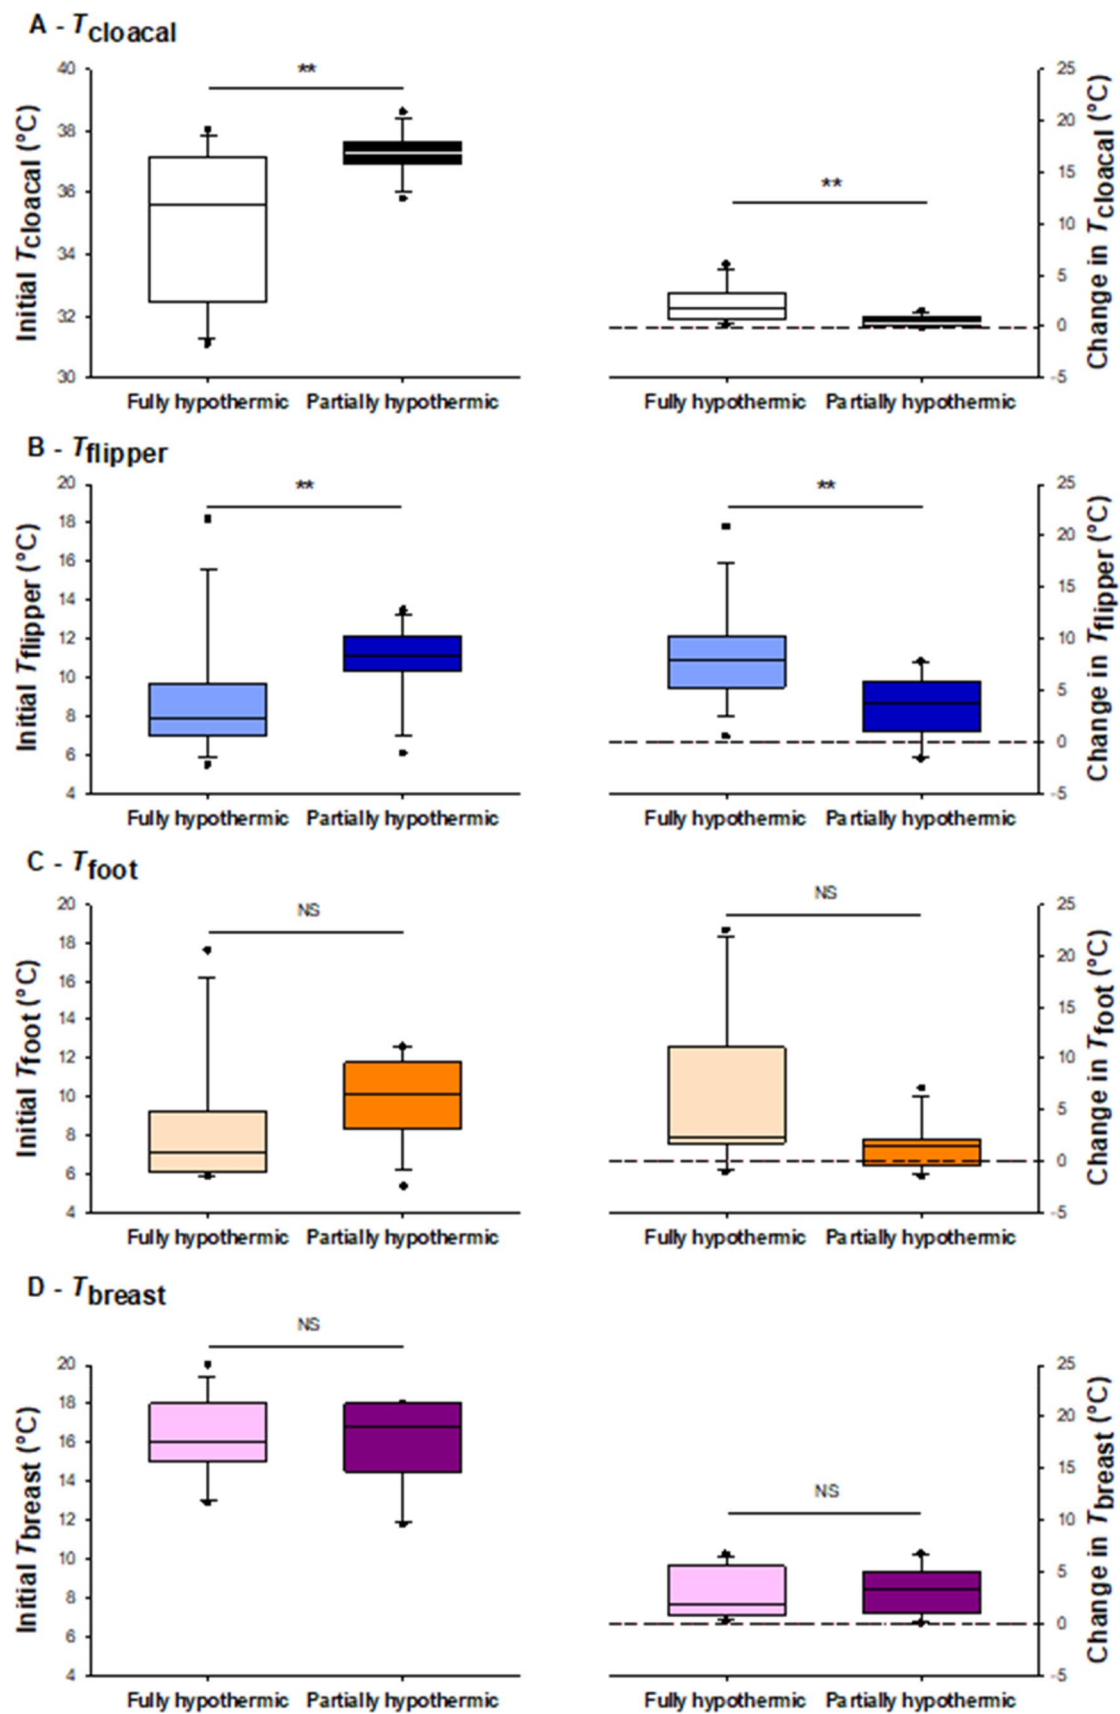 A - Tcloacal
Initial Tcloacal (°C)
40
38
36
34
32
30
**
Fully hypothermic Partially hypothermic
**
Fully hypothermic Partially hypothermic
25
20
15
10
5
0
-5
Change in Tcloacal (°C)
B - Tflipper
Initial Tflipper (°C)
20
18
16
14
12
10
8
6
4
**
Fully hypothermic Partially hypothermic
**
Fully hypothermic Partially hypothermic
25
20
15
10
5
0
-5
Change in Tflipper (°C)
C - Tfoot
Initial Tfoot (°C)
20
18
16
14
12
10
8
6
4
NS
Fully hypothermic Partially hypothermic
NS
Fully hypothermic Partially hypothermic
25
20
15
10
5
0
-5
Change in Tfoot (°C)
D - Tbreast
Initial Tbreast (°C)
20
18
16
14
12
10
8
6
4
NS
Fully hypothermic Partially hypothermic
NS
Fully hypothermic Partially hypothermic
25
20
15
10
5
0
-5
Change in Tbreast (°C)